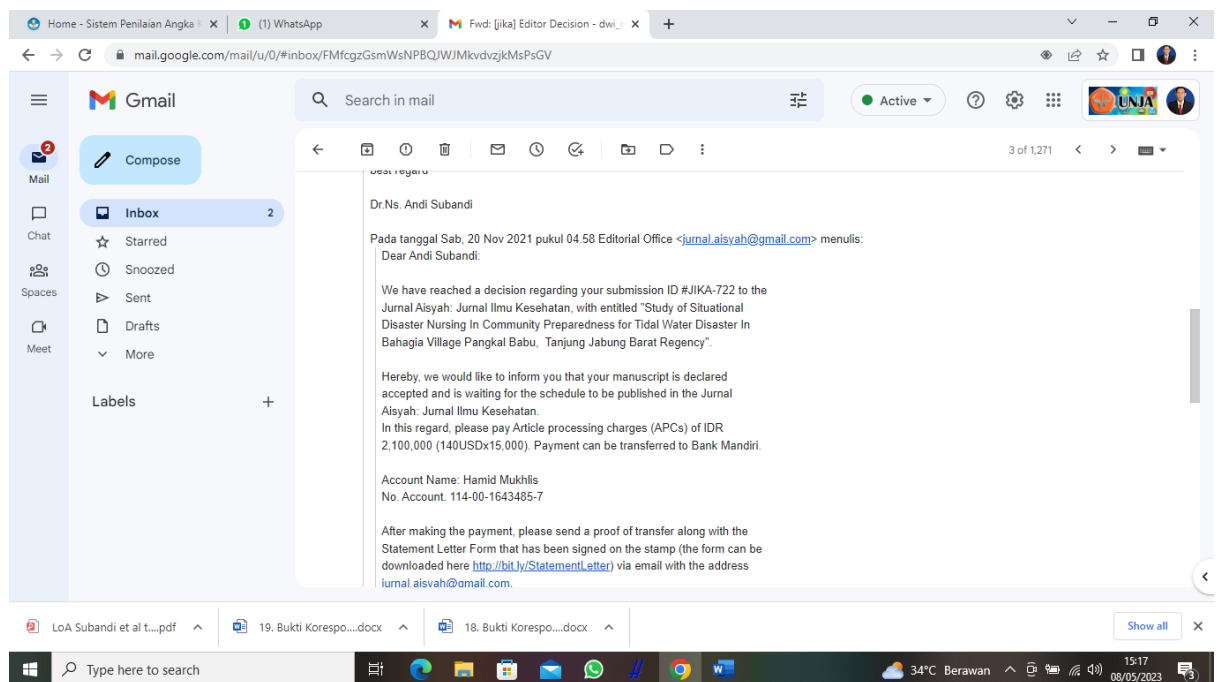 Home - Sistem Penilaian Angka K
(1) WhatsApp
Fwd: [jika] Editor Decision - dwi_
mail.google.com/mail/u/0/#inbox/FMfcgzGsmWsNPBQJWJMkvdvzjkMsPsGV
Gmail
Search in mail
Active
UNJA
2
Mail
Compose
3 of 1,271
Inbox 2
Chat
Starred
Snoozed
Spaces
Sent
Drafts
Meet
More
Labels
best regard
Dr.Ns. Andi Subandi
Pada tanggal Sab, 20 Nov 2021 pukul 04.58 Editorial Office <jurnal.aisyah@gmail.com> menulis:
Dear Andi Subandi:
We have reached a decision regarding your submission ID #JIKA-722 to the
Jurnal Aisyah: Jurnal Ilmu Kesehatan, with entitled "Study of Situational
Disaster Nursing In Community Preparedness for Tidal Water Disaster In
Bahagia Village Pangkal Babu, Tanjung Jabung Barat Regency".
Hereby, we would like to inform you that your manuscript is declared
accepted and is waiting for the schedule to be published in the Jurnal
Aisyah: Jurnal Ilmu Kesehatan.
In this regard, please pay Article processing charges (APCs) of IDR
2,100,000 (140USDx15,000). Payment can be transferred to Bank Mandiri.
Account Name: Hamid Mukhlis
No. Account. 114-00-1643485-7
After making the payment, please send a proof of transfer along with the
Statement Letter Form that has been signed on the stamp (the form can be
downloaded here http://bit.ly/StatementLetter) via email with the address
jurnal.aisyah@gmail.com.
LoA Subandi et al t....pdf
19. Bukti Korespo....docx
18. Bukti Korespo....docx
Show all
Type here to search
34°C Berawan
15:17
08/05/2023
3